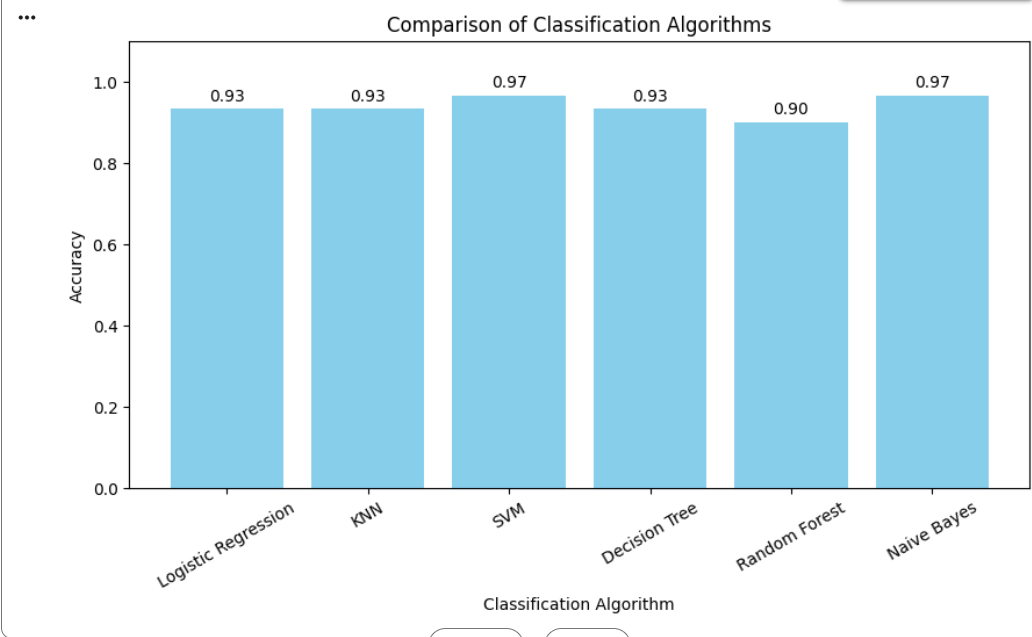 Comparison of Classification Algorithms
1.0
0.8
0.6
0.4
0.2
0.0
Accuracy
0.93
0.93
0.97
0.93
0.90
0.97
Logistic Regression
KNN
SVM
Decision Tree
Random Forest
Naive Bayes
Classification Algorithm